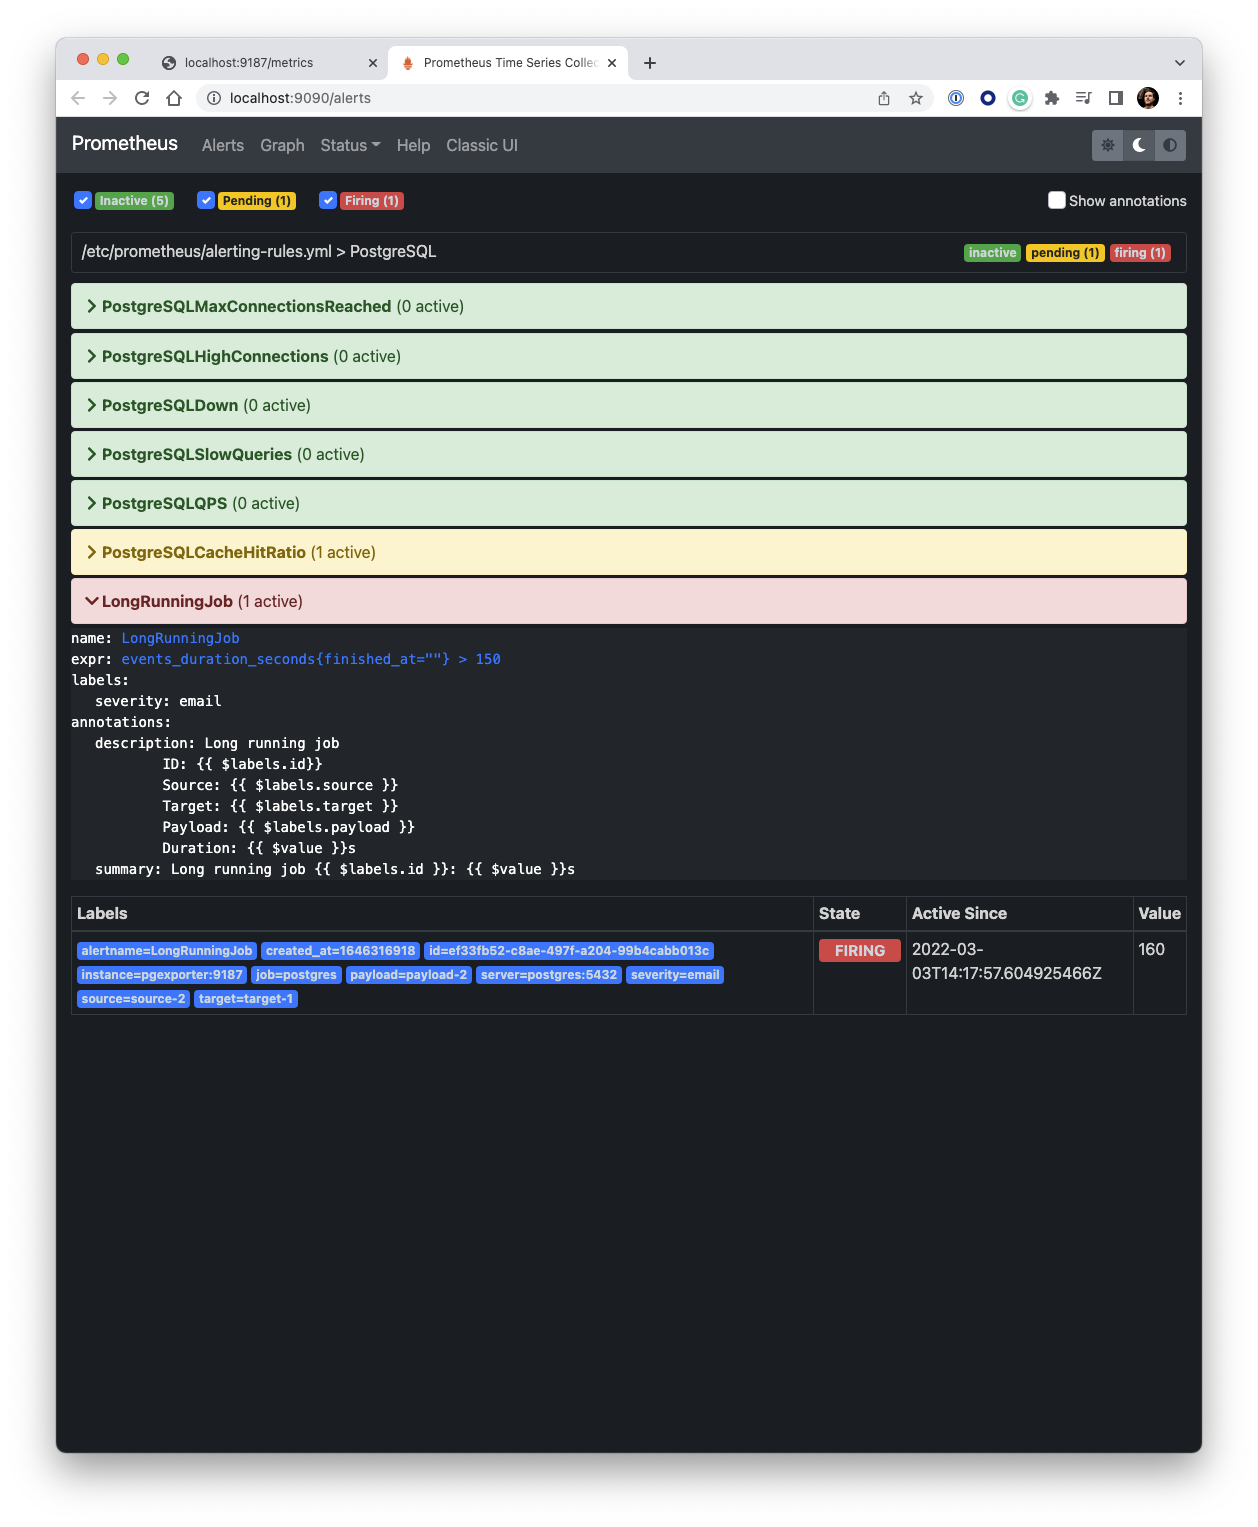 localhost:9187/metrics
Prometheus Time Series Collec
localhost:9090/alerts
Prometheus Alerts Graph Status Help Classic UI
Inactive (5) Pending (1) Firing (1) Show annotations
/etc/prometheus/alerting-rules.yml > PostgreSQL inactive pending (1) firing (1)
PostgreSQLMaxConnectionsReached (0 active)
PostgreSQLHighConnections (0 active)
PostgreSQLDown (0 active)
PostgreSQLSlowQueries (0 active)
PostgreSQLQPS (0 active)
PostgreSQLCacheHitRatio (1 active)
LongRunningJob (1 active)
name: LongRunningJob
expr: events_duration_seconds{finished_at=""} > 150
labels:
severity: email
annotations:
description: Long running job
ID: {{ $labels.id}}
Source: {{ $labels.source }}
Target: {{ $labels.target }}
Payload: {{ $labels.payload }}
Duration: {{ $value }}s
summary: Long running job {{ $labels.id }}: {{ $value }}s
Labels State Active Since Value
alertname=LongRunningJob created_at=1646316918 id=ef33fb52-c8ae-497f-a204-99b4cabb013c FIRING 2022-03- 160
instance=pgexporter:9187 job=postgres payload=payload-2 server=postgres:5432 severity=email 03T14:17:57.604925466Z
source=source-2 target=target-1